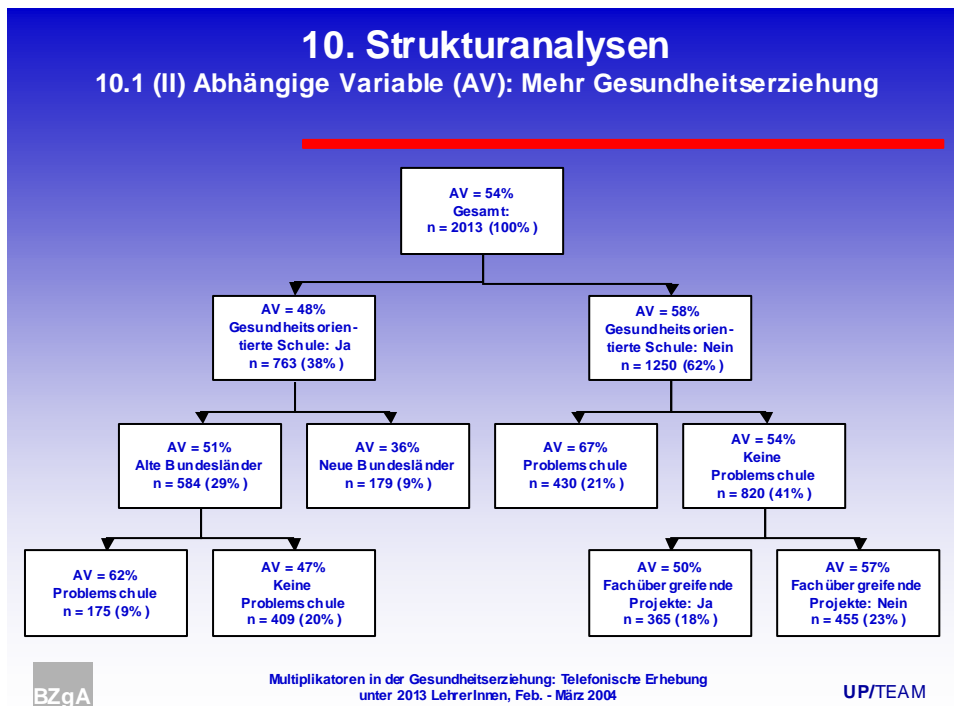 10. Strukturanalysen
10.1 (II) Abhängige Variable (AV): Mehr Gesundheitserziehung
AV = 54%
Gesamt:
n = 2013 (100%)
AV = 48%
Gesundheitsorien-
tierte Schule: Ja
n = 763 (38%)
AV = 58%
Gesundheitsorien-
tierte Schule: Nein
n = 1250 (62%)
AV = 51%
Alte Bundesländer
n = 584 (29%)
AV = 36%
Neue Bundesländer
n = 179 (9%)
AV = 67%
Problemschule
n = 430 (21%)
AV = 54%
Keine
Problemschule
n = 820 (41%)
AV = 62%
Problemschule
n = 175 (9%)
AV = 47%
Keine
Problemschule
n = 409 (20%)
AV = 50%
Fachübergreifende
Projekte: Ja
n = 365 (18%)
AV = 57%
Fachübergreifende
Projekte: Nein
n = 455 (23%)
BZgA
Multiplikatoren in der Gesundheitserziehung: Telefonische Erhebung
unter 2013 LehrerInnen, Feb. - März 2004
UP/TEAM